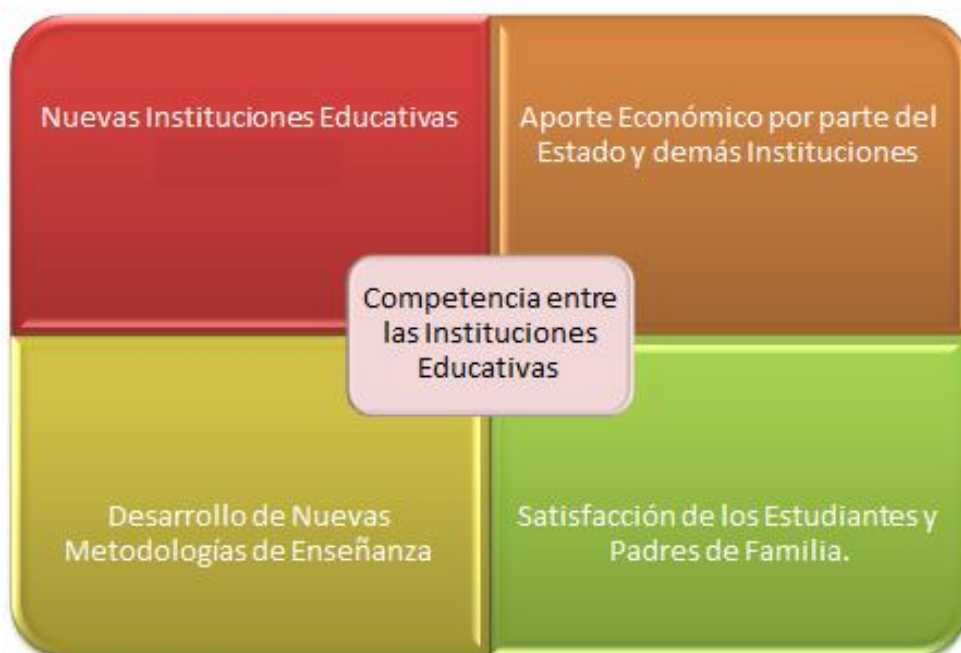 Nuevas Instituciones Educativas
Aporte Económico por parte del
Estado y demás Instituciones
Competencia entre
las Instituciones
Educativas
Desarrollo de Nuevas
Metodologías de Enseñanza
Satisfacción de los Estudiantes y
Padres de Familia.